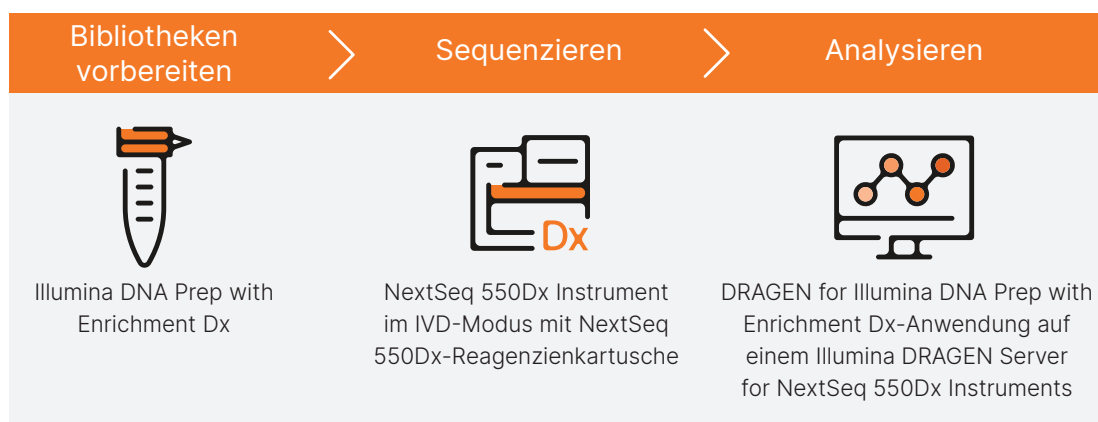 Bibliotheken
vorbereiten
Sequenzieren
Analysieren
Dx
Illumina DNA Prep with
Enrichment Dx
NextSeq 550Dx Instrument
im IVD-Modus mit NextSeq
550Dx-Reagenzienkartusche
DRAGEN for Illumina DNA Prep with
Enrichment Dx-Anwendung auf
einem Illumina DRAGEN Server
for NextSeq 550Dx Instruments